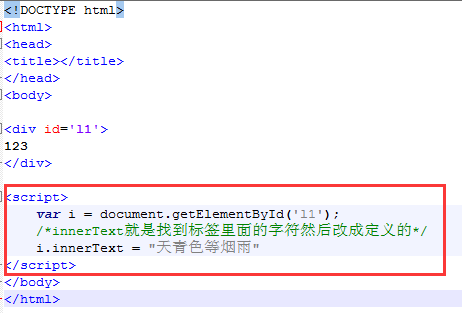 <!DOCTYPE html>
<html>
<head>
<title></title>
</head>
<body>
<div id='l1'>
123
</div>
<script>
var i = document.getElementById('l1');
/*innerText就是找到标签里面的字符然后改成定义的*/
i.innerText = "天青色等烟雨"
</script>
</body>
</html>